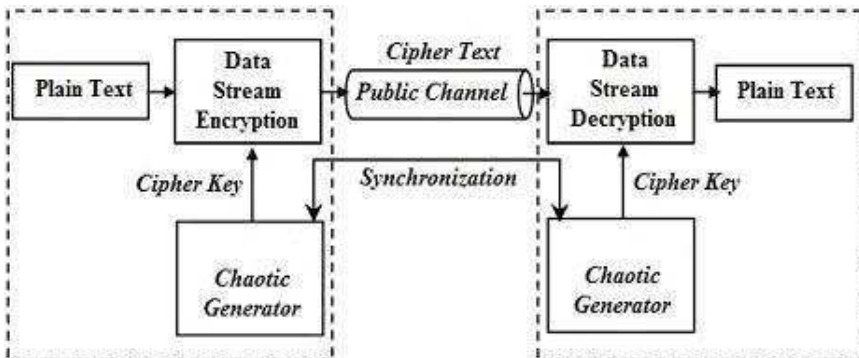 Plain Text
Data
Stream
Encryption
Cipher Text
Public Channel
Data
Stream
Decryption
Plain Text
Cipher Key
Synchronization
Cipher Key
Chaotic
Generator
Chaotic
Generator